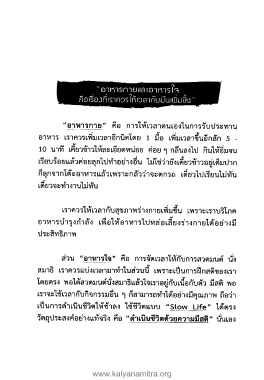 "อาหารกายและอาหารใจ
คือเรื่องที่เราควรให้เวลากับมันเพิ่มขึ้น"
"อาหารกาย" คือ การให้เวลาตนเองในการรับประทาน
อาหาร เราควรเพิ่มเวลาอีกนิดโดย 1 มื้อ เพิ่มเวลาขึ้นอีกสัก 5 -
10 นาที เคี้ยวข้าวให้ละเอียดหน่อย ค่อย ๆ กลืนลงไป กินให้อิ่มจน
เรียบร้อยแล้วค่อยลุกไปทำอย่างอื่น ไม่ใช่ว่ายังเคี้ยวข้าวอยู่เต็มปาก
ก็ลุกจากโต๊ะอาหารแล้วเพราะกลัวว่าจะตกรถ เดี๋ยวไปเรียนไม่ทัน
เดี๋ยวจะทำงานไม่ทัน
เราควรให้เวลากับสุขภาพร่างกายเพิ่มขึ้น เพราะเราบริโภค
อาหารบำรุงกำลัง เพื่อให้อาหารไปหล่อเลี้ยงร่างกายได้อย่างมี
ประสิทธิภาพ
ส่วน "อาหารใจ" คือ การจัดเวลาให้กับการสวดมนต์ นั่ง
สมาธิ เราควรแบ่งเวลามาทำในส่วนนี้ เพราะเป็นการฝึกสติของเรา
โดยตรง พอได้สวดมนต์นั่งสมาธิแล้วใจเราอยู่กับเนื้อกับตัว มีสติ พอ
เราจะใช้เวลากับกิจกรรมอื่น ๆ ก็สามารถทำได้อย่างมีคุณภาพ ถือว่า
เป็นการดำเนินชีวิตให้ช้าลง ใช้ชีวิตแบบ "Slow Life" ได้ตรง
วัตถุประสงค์อย่างแท้จริง คือ "ดำเนินชีวิตด้วยความมีสติ" นั่นเอง
www.kalyanamitra.org